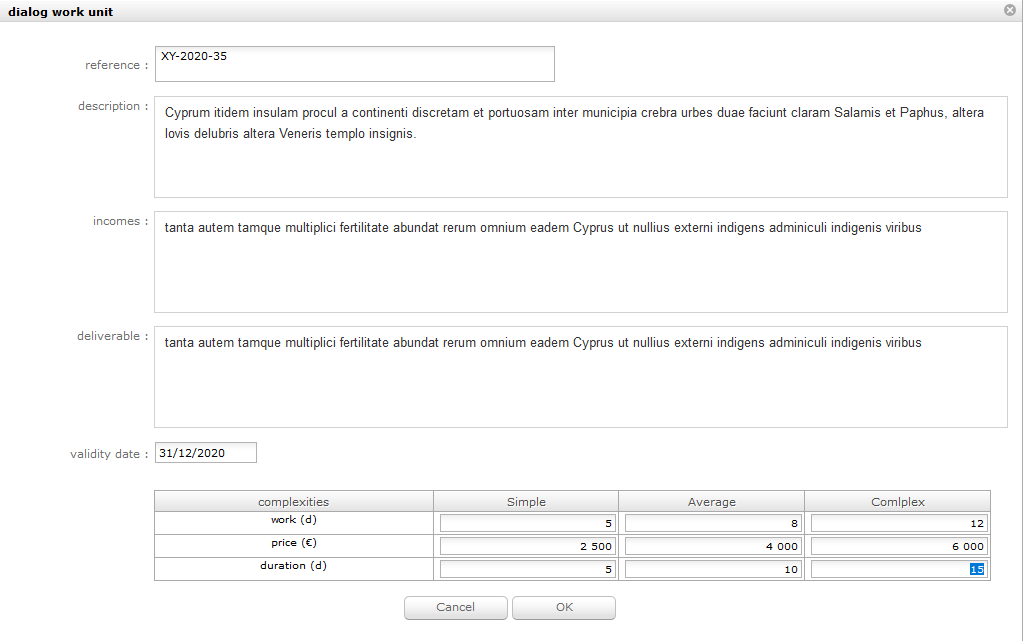 dialog work unit
reference :
XY-2020-35
description :
Cyprum itidem insulam procul a continenti discretam et portuosam inter municipia crebra urbes duae faciunt claram Salamis et Paphus, altera
Iovis delubris altera Veneris templo insignis.
incomes :
tanta autem tamque multiplici fertilitate abundat rerum omnium eadem Cyprus ut nullius externi indigens adminiculi indigenis viribus
deliverable :
tanta autem tamque multiplici fertilitate abundat rerum omnium eadem Cyprus ut nullius externi indigens adminiculi indigenis viribus
validity date :
31/12/2020
complexities Simple Average Comlplex
work (d) 5 8 12
price (€) 2 500 4 000 6 000
duration (d) 5 10 15
Cancel OK